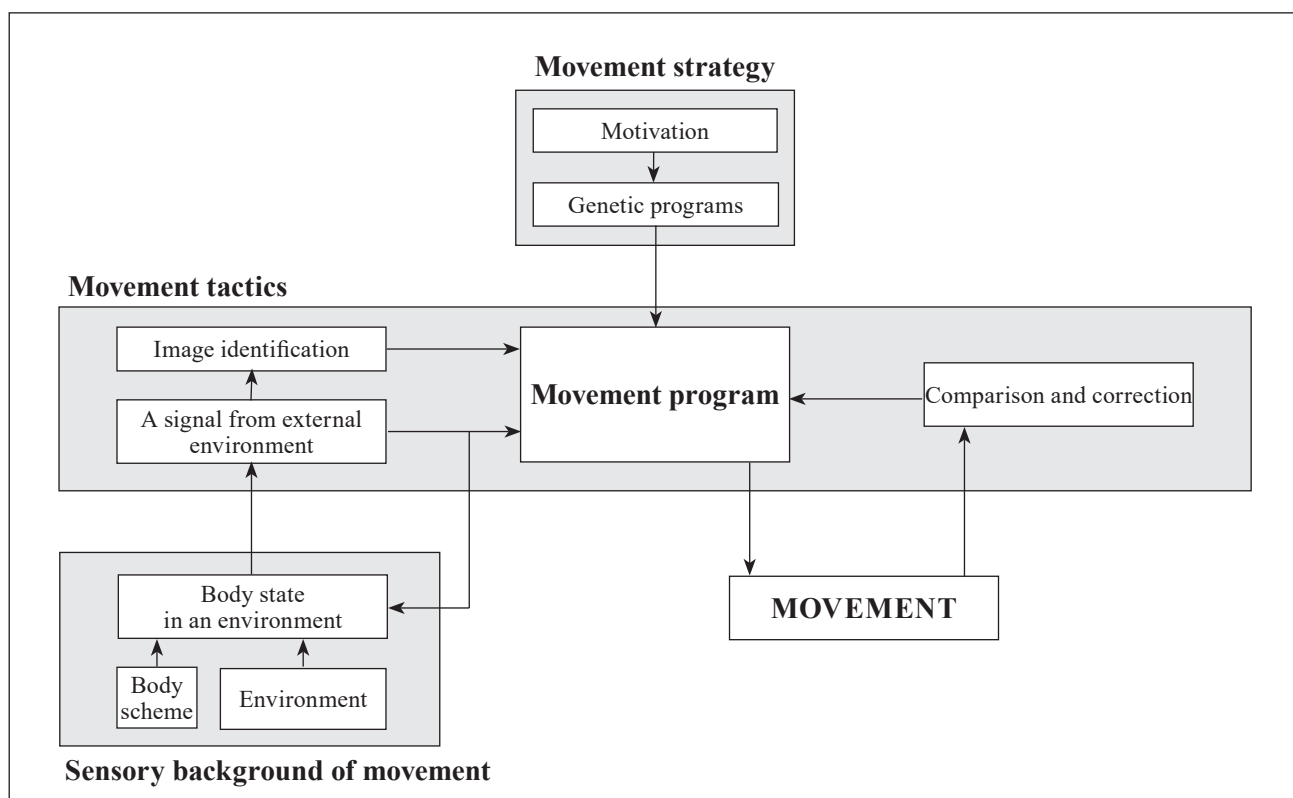 Movement strategy
Motivation
Genetic programs
Movement tactics
Image identification
A signal from external
environment
Movement program
Comparison and correction
Body state
in an environment
Body
scheme
Environment
MOVEMENT
Sensory background of movement